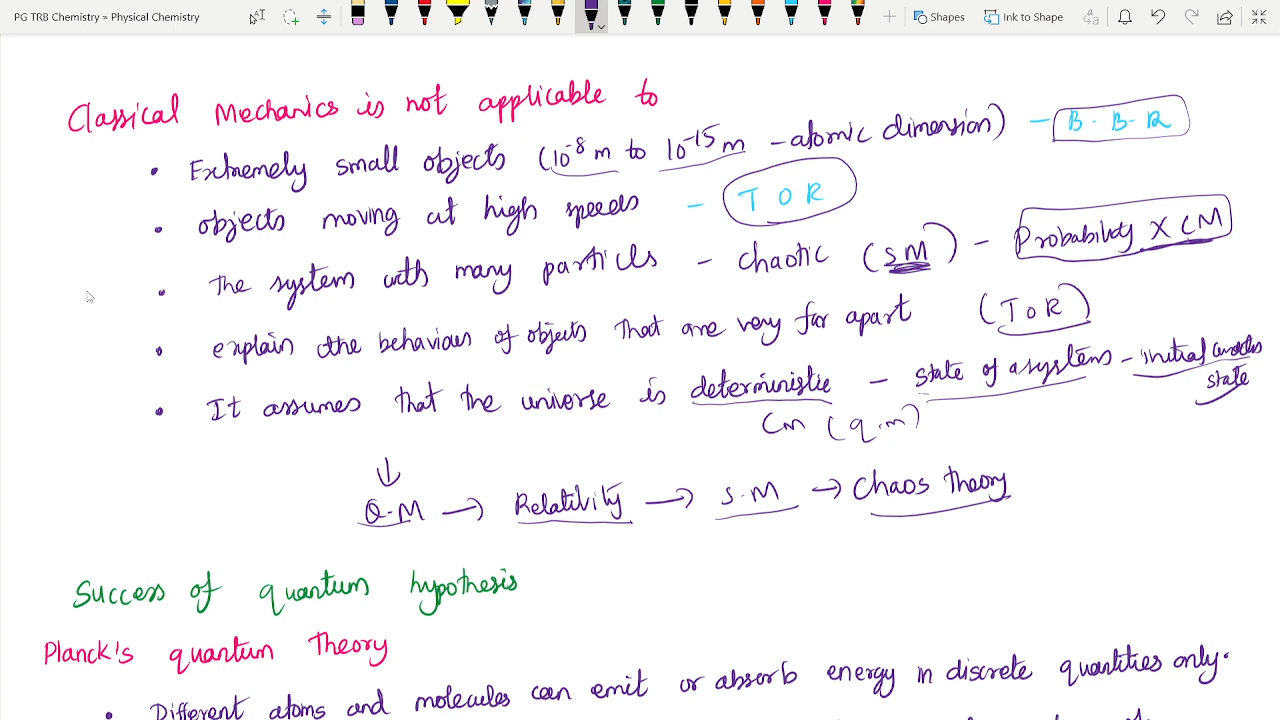 PG TRB Chemistry » Physical Chemistry
Shapes Ink to Shape
Classical Mechanics is not applicable to
• Extremely small objects (10⁻⁸ m to 10⁻¹⁵ m - atomic dimension) - B. B. R
• objects moving at high speeds - TOR
• The system with many particles - chaotic (SM) - Probability X CM
• explain the behaviour of objects that are very far apart (TOR)
• It assumes that the universe is deterministic - state of a system - initial
state
CM (q.m)
↓
Q.M → Relativity → S.M → Chaos Theory
Success of quantum hypothesis
Planck's quantum Theory
• Different atoms and molecules can emit or absorb energy in discrete quantities only.